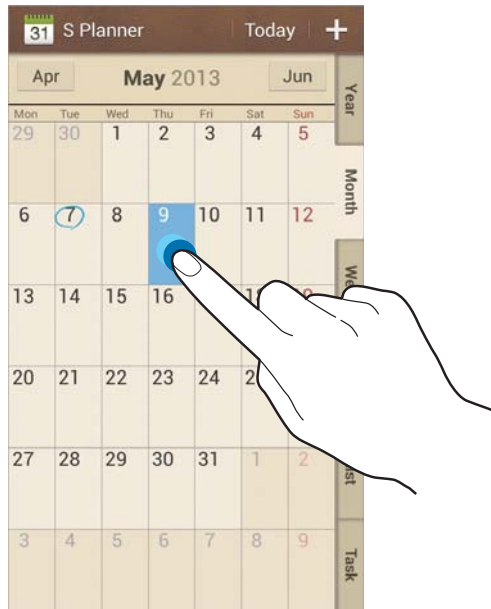 31 S Planner Today +
Apr May 2013 Jun
Year
Mon Tue Wed Thu Fri Sat Sun
29 30 1 2 3 4 5
Month
6 7 8 9 10 11 12
13 14 15 16
20 21 22 23 24
27 28 29 30 31 1 2
3 4 5 6 7 8 9
Task